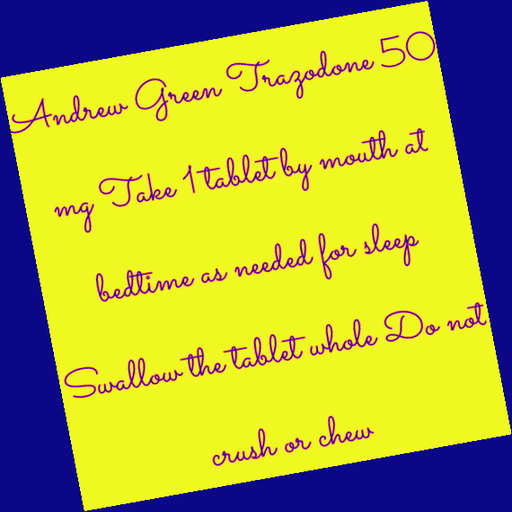 Andrew Green Trazodone 50
mg Take 1 tablet by mouth at
bedtime as needed for sleep
Swallow the tablet whole Do not
crush or chew